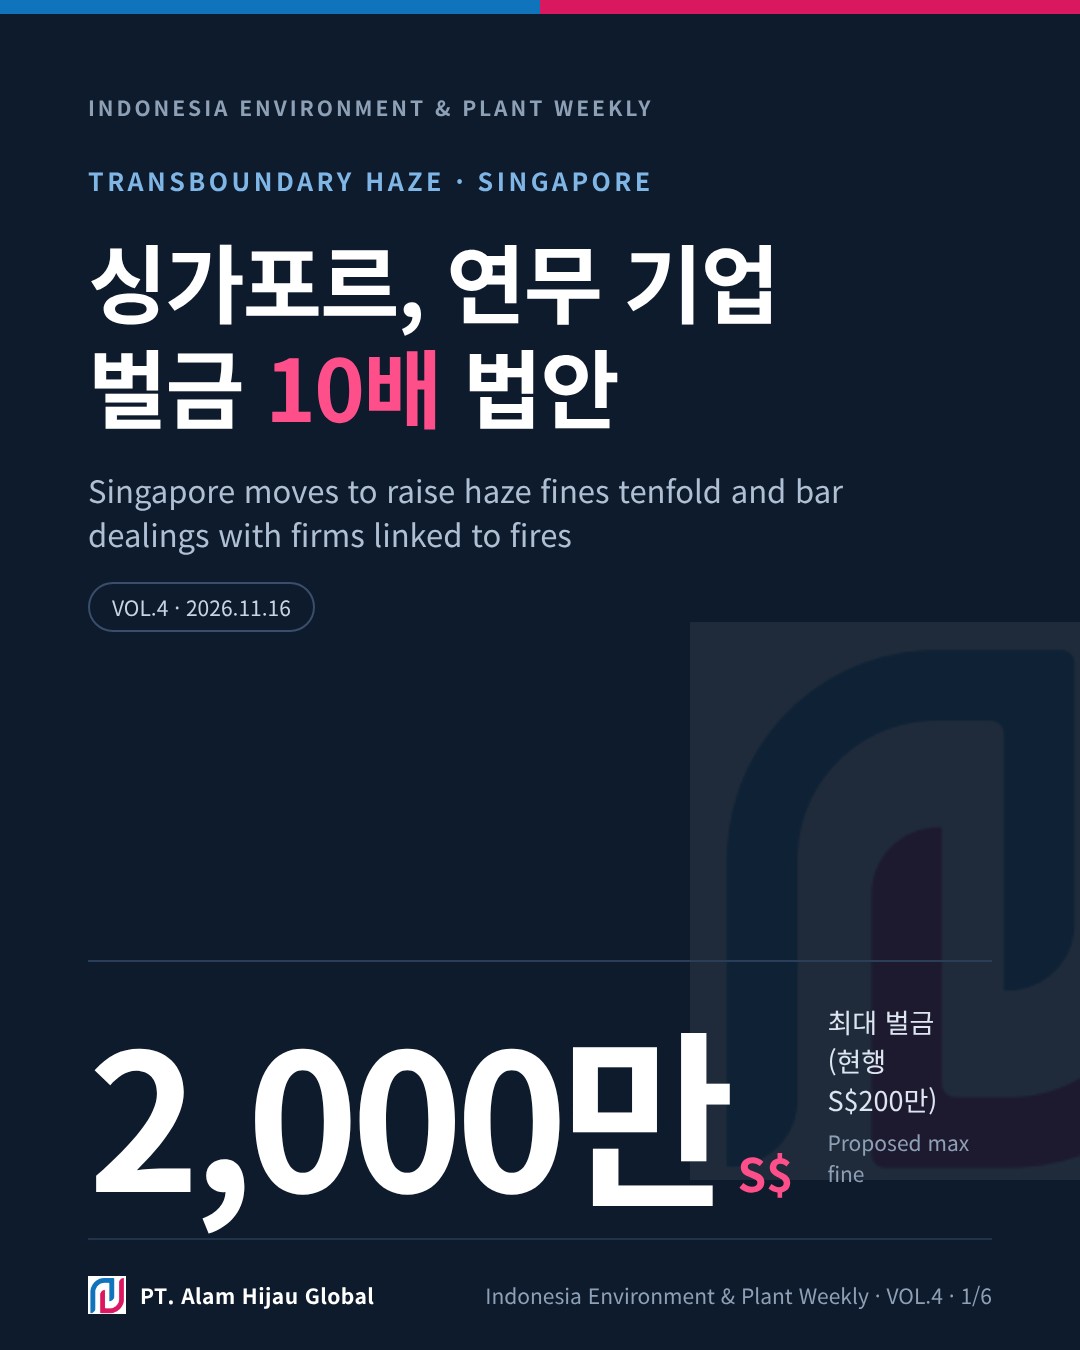 INDONESIA ENVIRONMENT & PLANT WEEKLY
TRANSBOUNDARY HAZE · SINGAPORE
싱가포르, 연무 기업
벌금 10배 법안
Singapore moves to raise haze fines tenfold and bar
dealings with firms linked to fires
VOL.4 · 2026.11.16
2,000만 S$
최대 벌금
(현행
S$200만)
Proposed max
fine
PT. Alam Hijau Global
Indonesia Environment & Plant Weekly · VOL.4 · 1/6